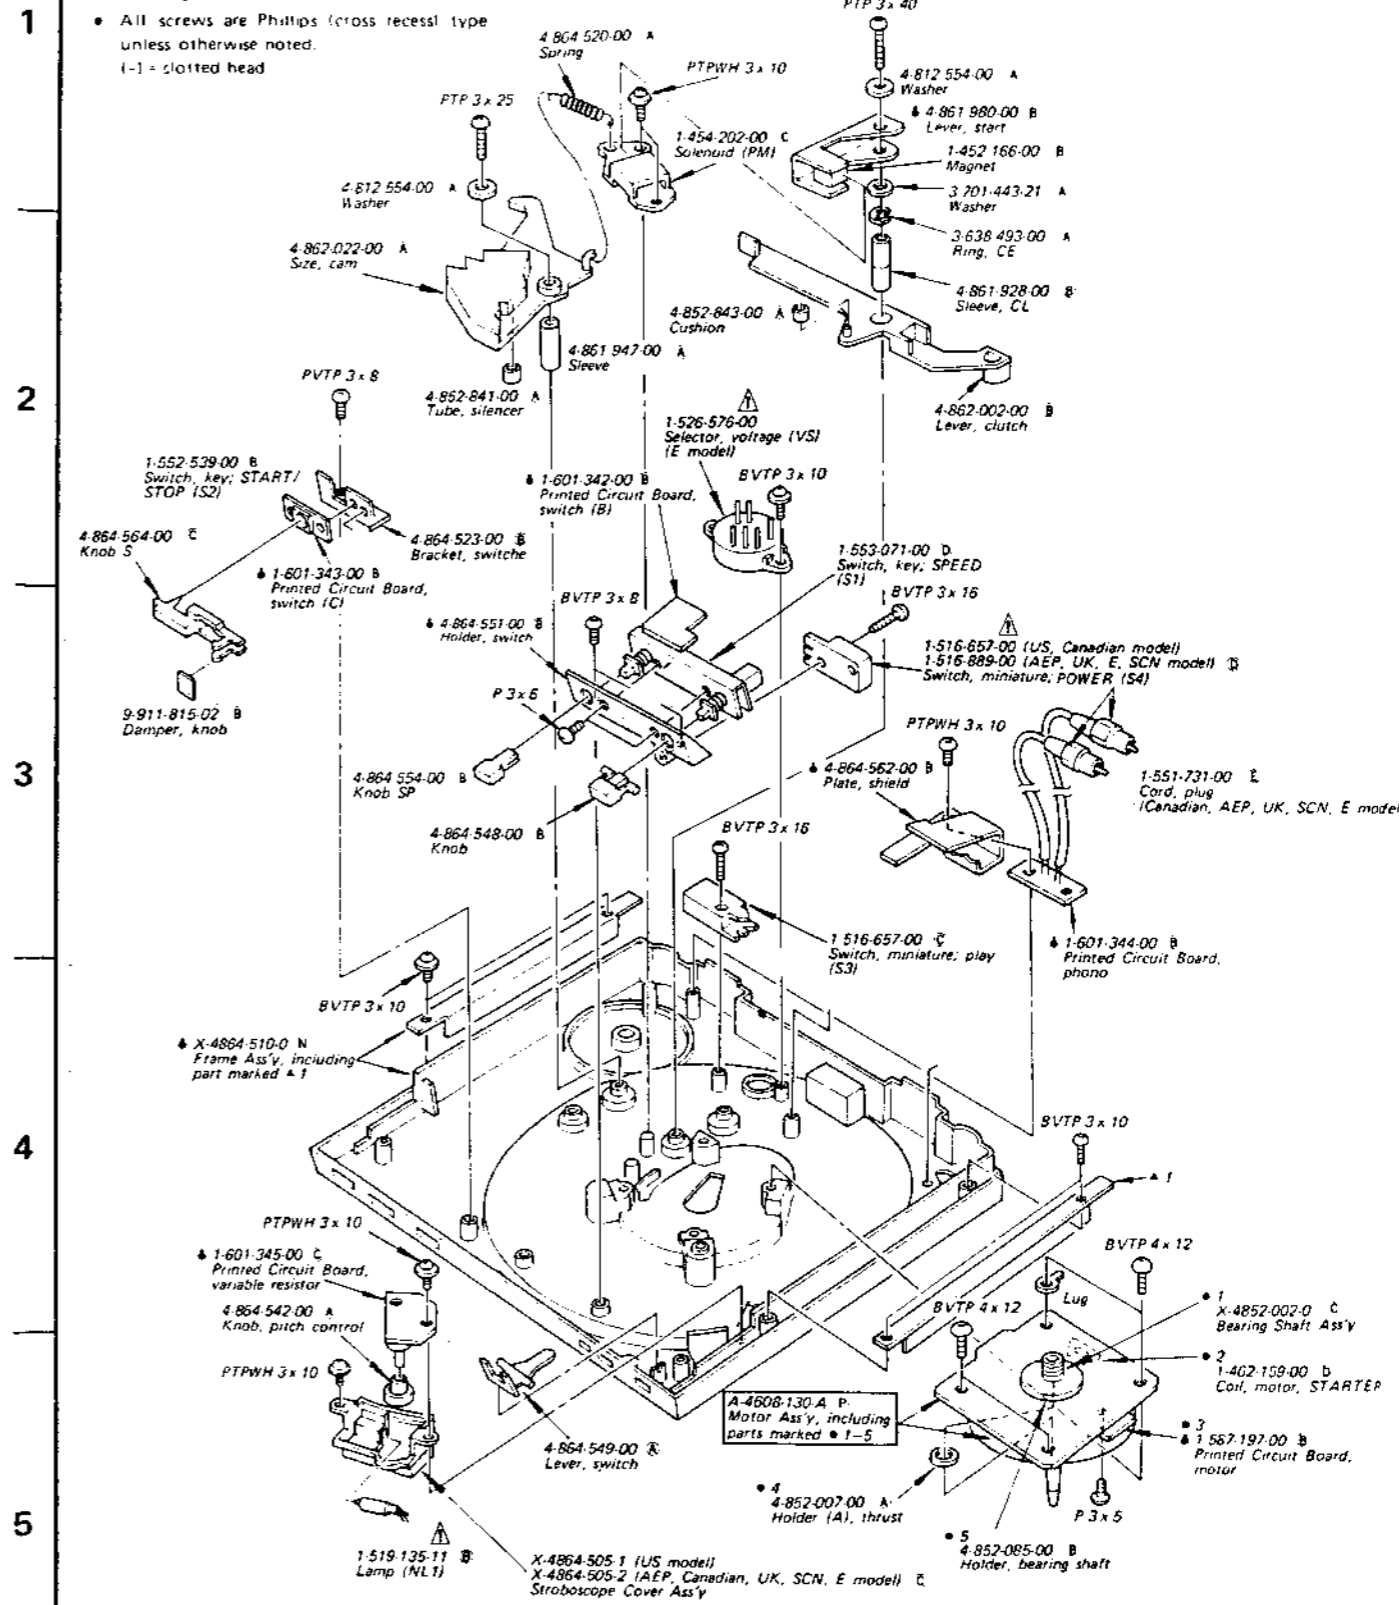 1
• All screws are Phillips (cross recess) type
unless otherwise noted.
(-) = slotted head
PTP 3 x 40
4-864-520-00 A
Spring
PTPWH 3 x 10
4-812-554-00 A
Washer
4-861-980-00 B
Lever, start
PTP 3 x 25
1-454-202-00 C
Solenoid (PM)
1-452-166-00 B
Magnet
4-812-554-00 A
Washer
3-701-443-21 A
Washer
4-862-022-00 A
Size, cam
3-638-493-00 A
Ring, CE
4-861-928-00 B
Sleeve, CL
4-852-843-00 A
Cushion
4-861-947-00 A
Sleeve
2
PVTP 3 x 8
4-852-841-00 A
Tube, silencer
4-862-002-00 B
Lever, clutch
1-526-576-00
Selector, voltage (VS)
(E model)
1-552-539-00 B
Switch, key; START/
STOP (S2)
1-601-342-00 B
Printed Circuit Board,
switch (B)
BVTP 3 x 10
4-864-564-00 C
Knob S
4-864-523-00 B
Bracket, switche
1-553-071-00 D
Switch, key; SPEED
(S1)
1-601-343-00 B
Printed Circuit Board,
switch (C)
BVTP 3 x 8
BVTP 3 x 16
4-864-551-00 B
Holder, switch
1-516-657-00 (US, Canadian model)
1-516-889-00 (AEP, UK, E, SCN model) D
Switch, miniature; POWER (S4)
P 3 x 6
9-911-815-02 B
Damper, knob
PTPWH 3 x 10
3
4-864-554-00 B
Knob SP
4-864-562-00 B
Plate, shield
1-551-731-00 E
Cord, plug
(Canadian, AEP, UK, SCN, E model
4-864-548-00 B
Knob
BVTP 3 x 16
1-516-657-00 C
Switch, miniature; play
(S3)
1-601-344-00 B
Printed Circuit Board,
phono
BVTP 3 x 10
X-4864-510-0 N
Frame Ass'y, including
part marked ▲ 1
4
BVTP 3 x 10
▲ 1
PTPWH 3 x 10
1-601-345-00 C
Printed Circuit Board,
variable resistor
BVTP 4 x 12
Lug
4-864-542-00 A
Knob, pitch control
BVTP 4 x 12
• 1
X-4852-002-0 C
Bearing Shaft Ass'y
• 2
1-462-159-00 D
Coil, motor, STARTER
PTPWH 3 x 10
A-4608-130-A P
Motor Ass'y, including
parts marked • 1–5
• 3
1-587-197-00 B
Printed Circuit Board,
motor
4-864-549-00 A
Lever, switch
• 4
4-852-007-00 A
Holder (A), thrust
P 3 x 5
5
• 5
4-852-085-00 B
Holder, bearing shaft
1-519-135-11 B
Lamp (NL1)
X-4864-505-1 (US model)
X-4864-505-2 (AEP, Canadian, UK, SCN, E model) C
Stroboscope Cover Ass'y